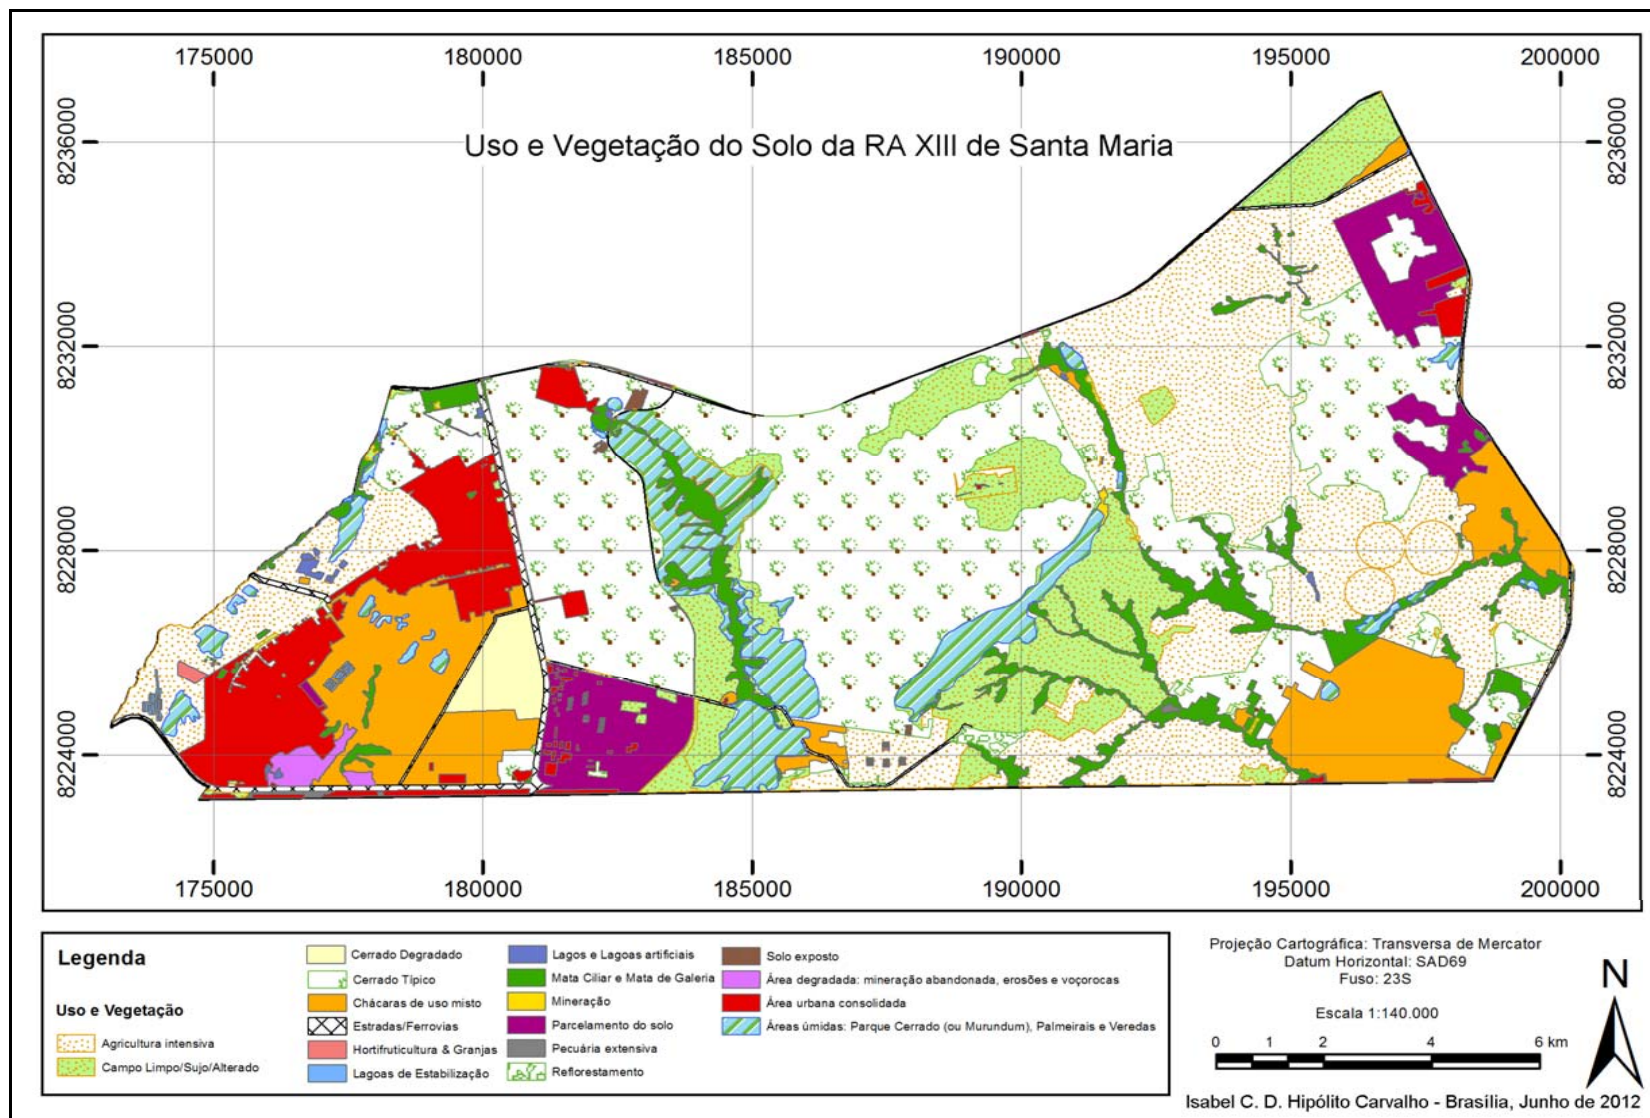 175000 180000 185000 190000 195000 200000
Uso e Vegetação do Solo da RA XIII de Santa Maria
8236000 8236000
8232000 8232000
8228000 8228000
8224000 8224000
175000 180000 185000 190000 195000 200000
Legenda
Uso e Vegetação
Agricultura intensiva
Campo Limpo/Sujo/Alterado
Cerrado Degradado
Cerrado Típico
Chácaras de uso misto
Estradas/Ferrovias
Hortifruticultura & Granjas
Lagoas de Estabilização
Lagos e Lagoas artificiais
Mata Ciliar e Mata de Galeria
Mineração
Parcelamento do solo
Pecuária extensiva
Reflorestamento
Solo exposto
Área degradada: mineração abandonada, erosões e voçorocas
Área urbana consolidada
Áreas úmidas: Parque Cerrado (ou Murundum), Palmeirais e Veredas
Projeção Cartográfica: Transversa de Mercator
Datum Horizontal: SAD69
Fuso: 23S
Escala 1:140.000
0 1 2 4 6 km
N
Isabel C. D. Hipólito Carvalho - Brasília, Junho de 2012